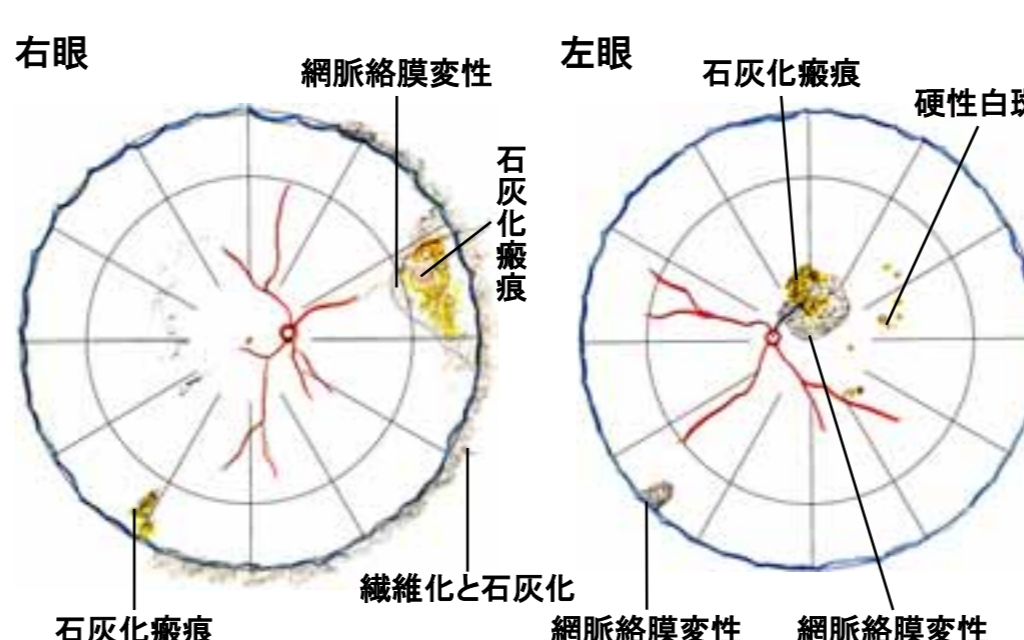 右眼
網脈絡膜変性
石灰化瘢痕
繊維化と石灰化
石灰化瘢痕
左眼
石灰化瘢痕
硬性白斑
網脈絡膜変性
網脈絡膜変性